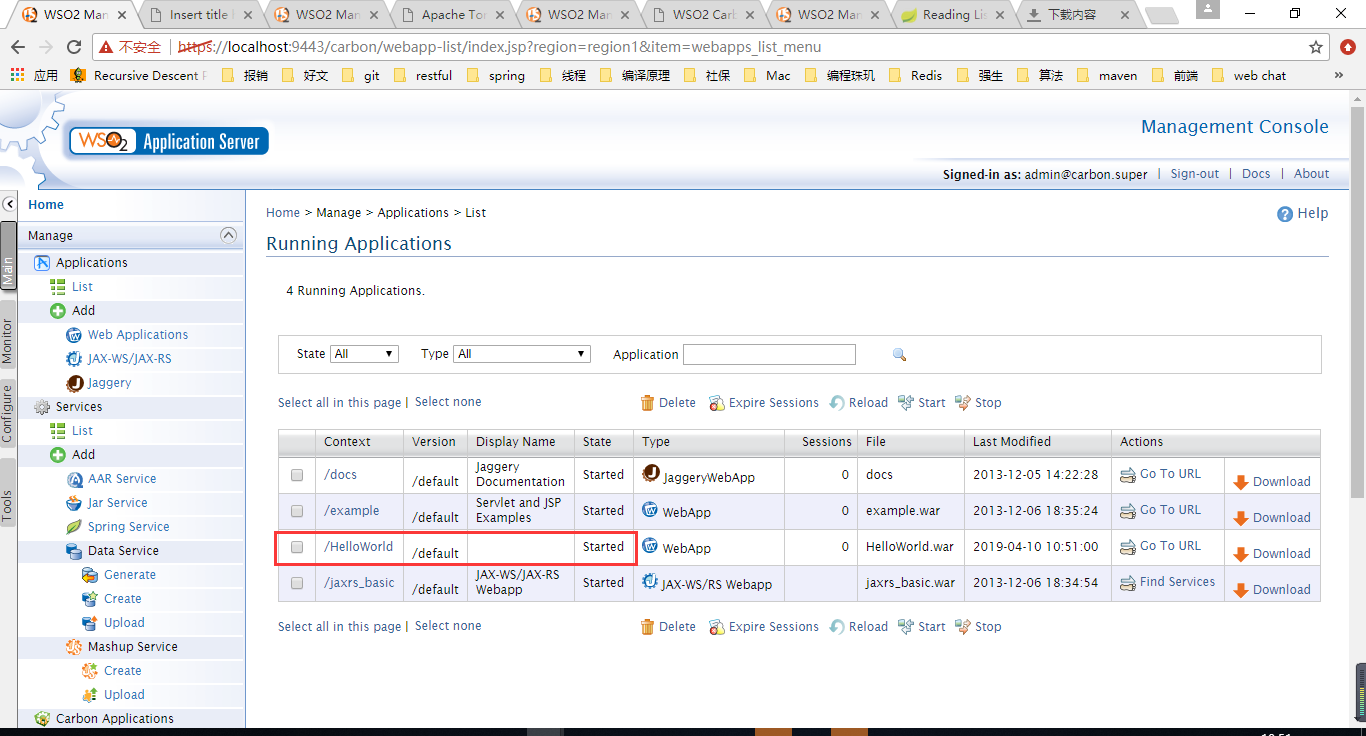 WSO2 Man
Insert title
WSO2 Man
Apache To
WSO2 Man
WSO2 Car
WSO2 Man
Reading Li
下载内容
不安全 https://localhost:9443/carbon/webapp-list/index.jsp?region=region1&item=webapps_list_menu
应用 Recursive Descent 报销 好文 git restful spring 线程 编译原理 社保 Mac 编程珠玑 Redis 强生 算法 maven 前端 web chat »
WSO2 Application Server
Management Console
Signed-in as: admin@carbon.super | Sign-out | Docs | About
Main
Monitor
Configure
Tools
Home
Manage
Applications
List
Add
Web Applications
JAX-WS/JAX-RS
Jaggery
Services
List
Add
AAR Service
Jar Service
Spring Service
Data Service
Generate
Create
Upload
Mashup Service
Create
Upload
Carbon Applications
Home > Manage > Applications > List
Help
Running Applications
4 Running Applications.
State All Type All Application
Select all in this page | Select none Delete Expire Sessions Reload Start Stop
Context Version Display Name State Type Sessions File Last Modified Actions
/docs /default Jaggery Documentation Started JaggeryWebApp 0 docs 2013-12-05 14:22:28 Go To URL Download
/example /default Servlet and JSP Examples Started WebApp 0 example.war 2013-12-06 18:35:24 Go To URL Download
/HelloWorld /default Started WebApp 0 HelloWorld.war 2019-04-10 10:51:00 Go To URL Download
/jaxrs_basic /default JAX-WS/JAX-RS Webapp Started JAX-WS/RS Webapp jaxrs_basic.war 2013-12-06 18:34:54 Find Services Download
Select all in this page | Select none Delete Expire Sessions Reload Start Stop